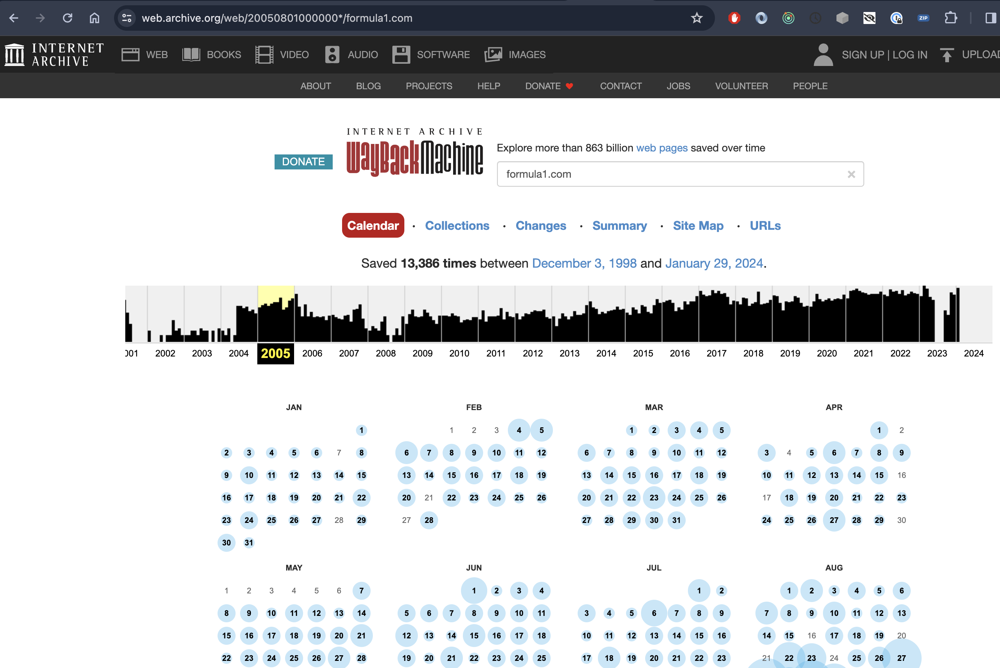 web.archive.org/web/20050801000000*/formula1.com
ZIP
INTERNET
ARCHIVE
WEB BOOKS VIDEO AUDIO SOFTWARE IMAGES SIGN UP | LOG IN UPLOAD
ABOUT BLOG PROJECTS HELP DONATE CONTACT JOBS VOLUNTEER PEOPLE
DONATE
INTERNET ARCHIVE
WayBackMachine
Explore more than 863 billion web pages saved over time
formula1.com
Calendar · Collections · Changes · Summary · Site Map · URLs
Saved 13,386 times between December 3, 1998 and January 29, 2024.
001 2002 2003 2004 2005 2006 2007 2008 2009 2010 2011 2012 2013 2014 2015 2016 2017 2018 2019 2020 2021 2022 2023 2024
JAN
1
2 3 4 5 6 7 8
9 10 11 12 13 14 15
16 17 18 19 20 21 22
23 24 25 26 27 28 29
30 31
FEB
1 2 3 4 5
6 7 8 9 10 11 12
13 14 15 16 17 18 19
20 21 22 23 24 25 26
27 28
MAR
1 2 3 4 5
6 7 8 9 10 11 12
13 14 15 16 17 18 19
20 21 22 23 24 25 26
27 28 29 30 31
APR
1 2
3 4 5 6 7 8 9
10 11 12 13 14 15 16
17 18 19 20 21 22 23
24 25 26 27 28 29 30
MAY
1 2 3 4 5 6 7
8 9 10 11 12 13 14
15 16 17 18 19 20 21
22 23 24 25 26 27 28
JUN
1 2 3 4
5 6 7 8 9 10 11
12 13 14 15 16 17 18
19 20 21 22 23 24 25
JUL
1 2
3 4 5 6 7 8 9
10 11 12 13 14 15 16
17 18 19 20 21 22 23
AUG
1 2 3 4 5 6
7 8 9 10 11 12 13
14 15 16 17 18 19 20
21 22 23 24 25 26 27